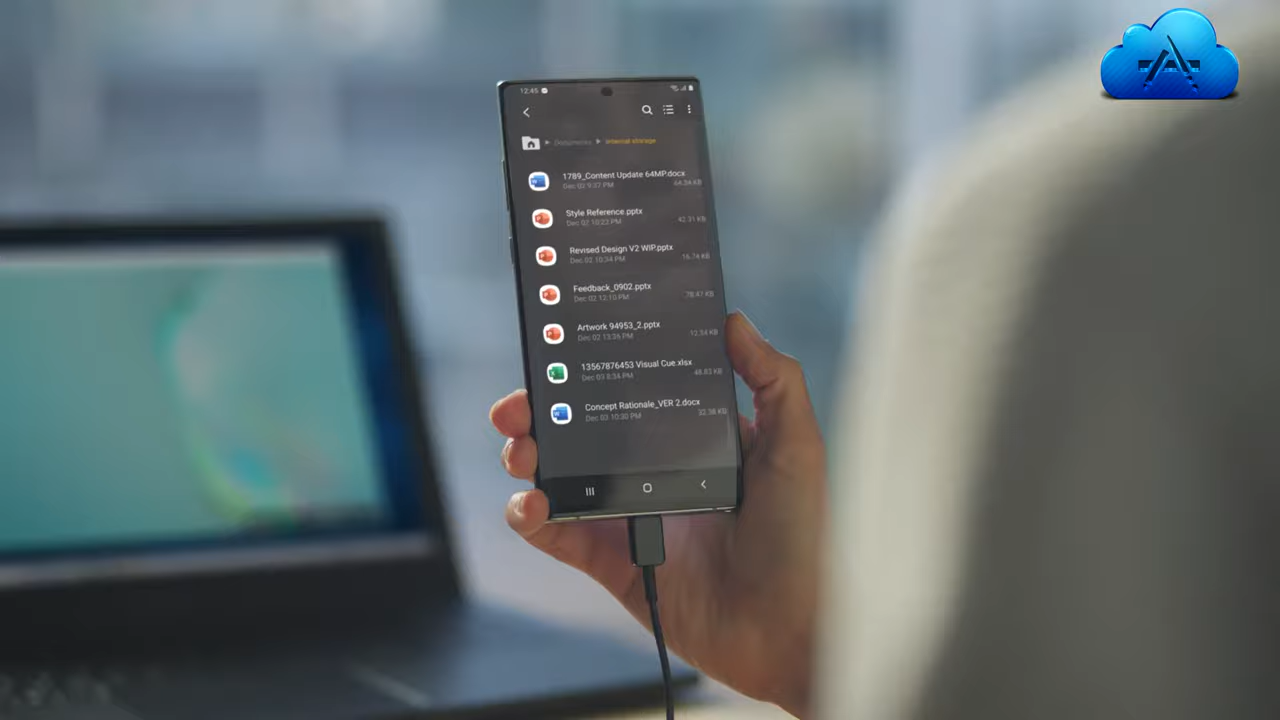 12:45
Documents ▶ Internal storage
1789_Content Update 64MP.docx
Dec 02 9:37 PM 64.34 KB
Style Reference.pptx
Dec 02 10:22 PM 42.31 KB
Revised Design V2 WIP.pptx
Dec 02 10:34 PM 16.74 KB
Feedback_0902.pptx
Dec 02 12:10 PM 78.47 KB
Artwork 94953_2.pptx
Dec 02 13:36 PM 12.34 KB
13567876453 Visual Cue.xlsx
Dec 03 8:34 PM 48.83 KB
Concept Rationale_VER 2.docx
Dec 03 10:30 PM 32.38 KB